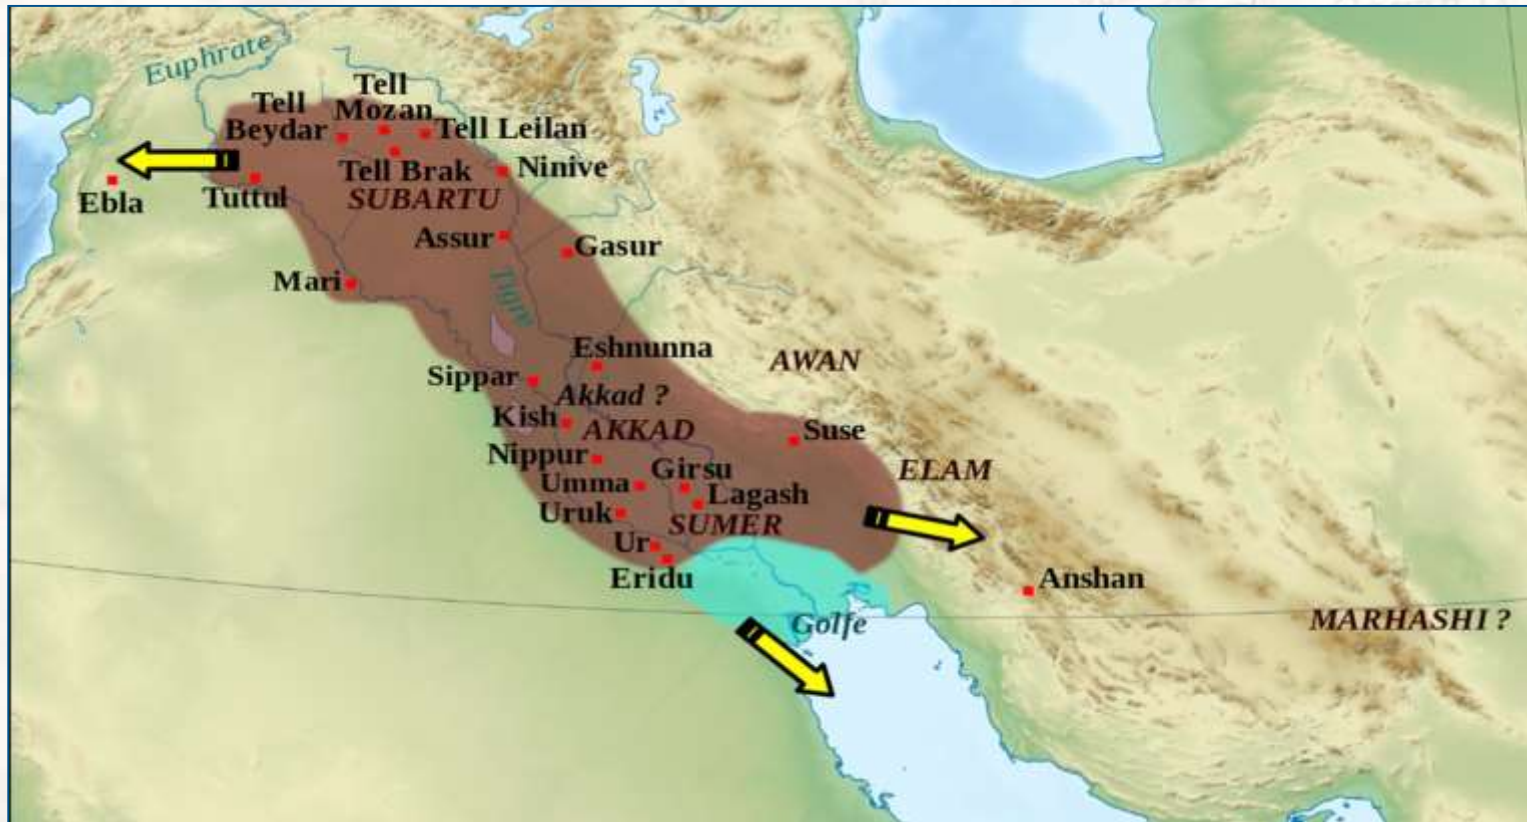 Euphrate
Tell
Mozan
Tell
Beydar
Tell Leilan
Tell Brak
Ninive
SUBARTU
Ebla
Tuttul
Assur
Gasur
Mari
Tigre
Eshnunna
AWAN
Sippar
Akkad ?
Kish
AKKAD
Suse
Nippur
Girsu
ELAM
Umma
Lagash
Uruk
SUMER
Ur
Eridu
Anshan
Golfe
MARHASHI ?